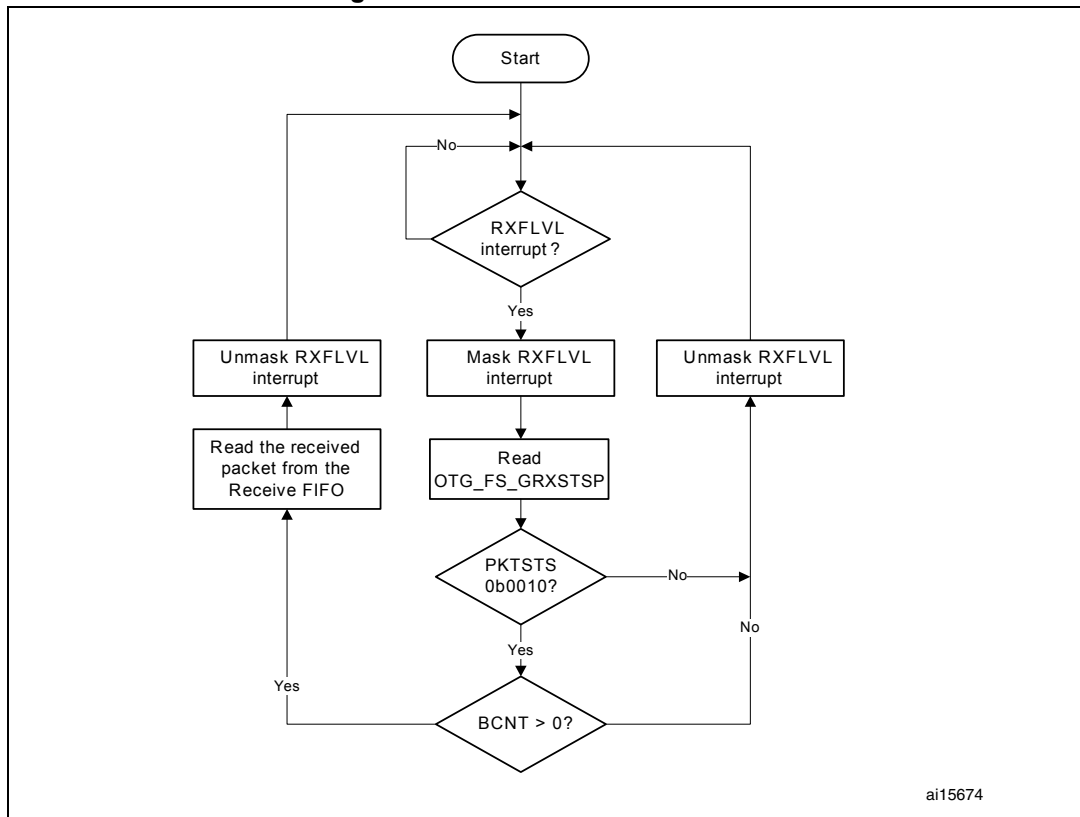 Start
No
RXFLVL
interrupt ?
Yes
Unmask RXFLVL
interrupt
Mask RXFLVL
interrupt
Unmask RXFLVL
interrupt
Read the received
packet from the
Receive FIFO
Read
OTG_FS_GRXSTSP
PKTSTS
0b0010?
No
No
Yes
Yes
BCNT > 0?
ai15674